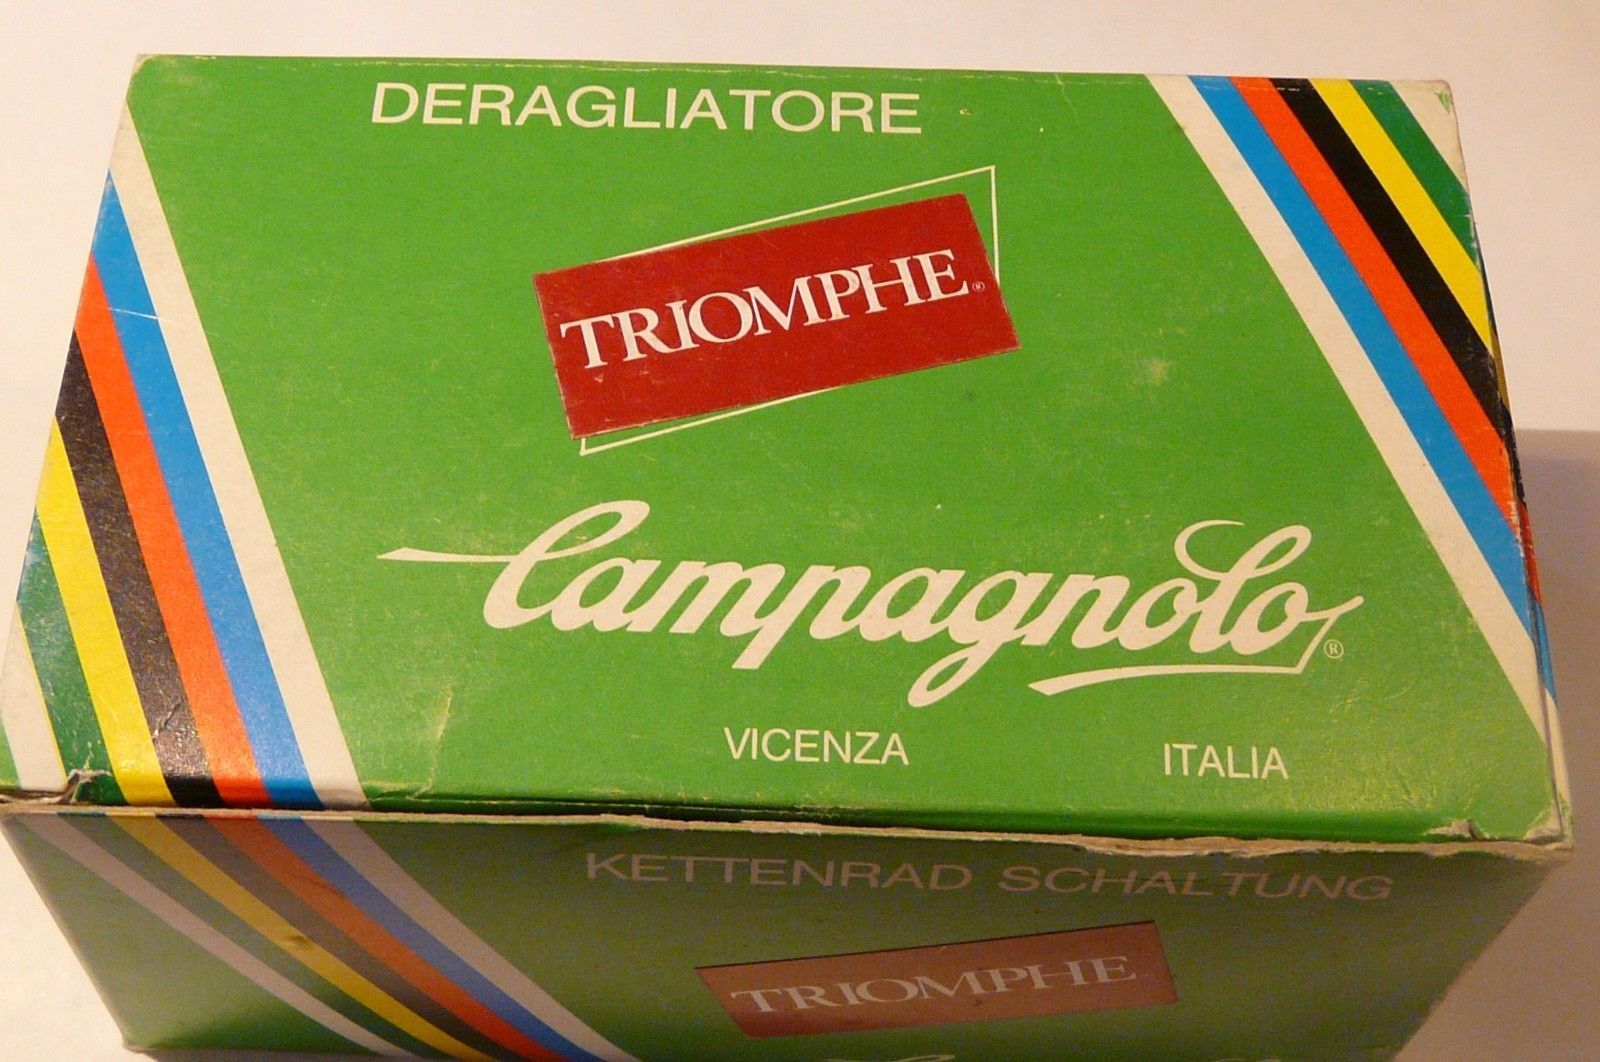 DERAGLIATORE
TRIOMPHE®
Campagnolo®
VICENZA ITALIA
KETTENRAD SCHALTUNG
TRIOMPHE